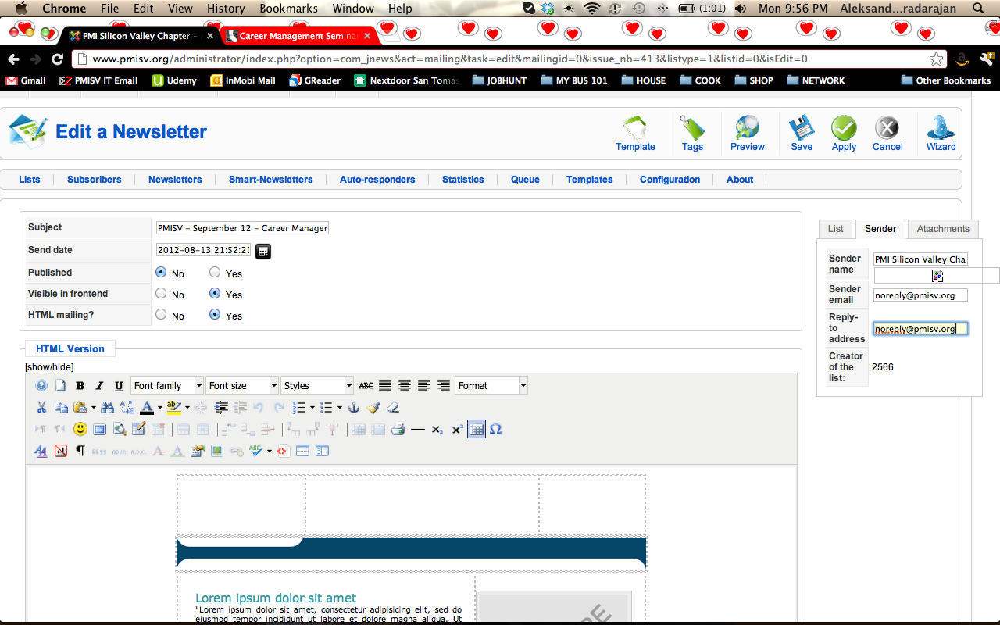 Chrome File Edit View History Bookmarks Window Help (1:01) Mon 9:56 PM Aleksand...radarajan
PMI Silicon Valley Chapter - Career Management Semina
www.pmisv.org/administrator/index.php?option=com_jnews&act=mailing&task=edit&mailingid=0&issue_nb=413&listype=1&listid=0&isEdit=0
Gmail PMISV IT Email Udemy InMobi Mail GReader Nextdoor San Tomas JOBHUNT MY BUS 101 HOUSE COOK SHOP NETWORK Other Bookmarks
Edit a Newsletter
Template Tags Preview Save Apply Cancel Wizard
Lists Subscribers Newsletters Smart-Newsletters Auto-responders Statistics Queue Templates Configuration About
Subject PMISV - September 12 - Career Manager
Send date 2012-08-13 21:52:21
Published No Yes
Visible in frontend No Yes
HTML mailing? No Yes
List Sender Attachments
Sender name PMI Silicon Valley Cha
Sender email noreply@pmisv.org
Reply-to address noreply@pmisv.org
Creator of the list: 2566
HTML Version
[show/hide]
B I U Font family Font size Styles ABC Format
Lorem ipsum dolor sit amet
"Lorem ipsum dolor sit amet, consectetur adipisicing elit, sed do
eiusmod tempor incididunt ut labore et dolore magna aliqua. Ut